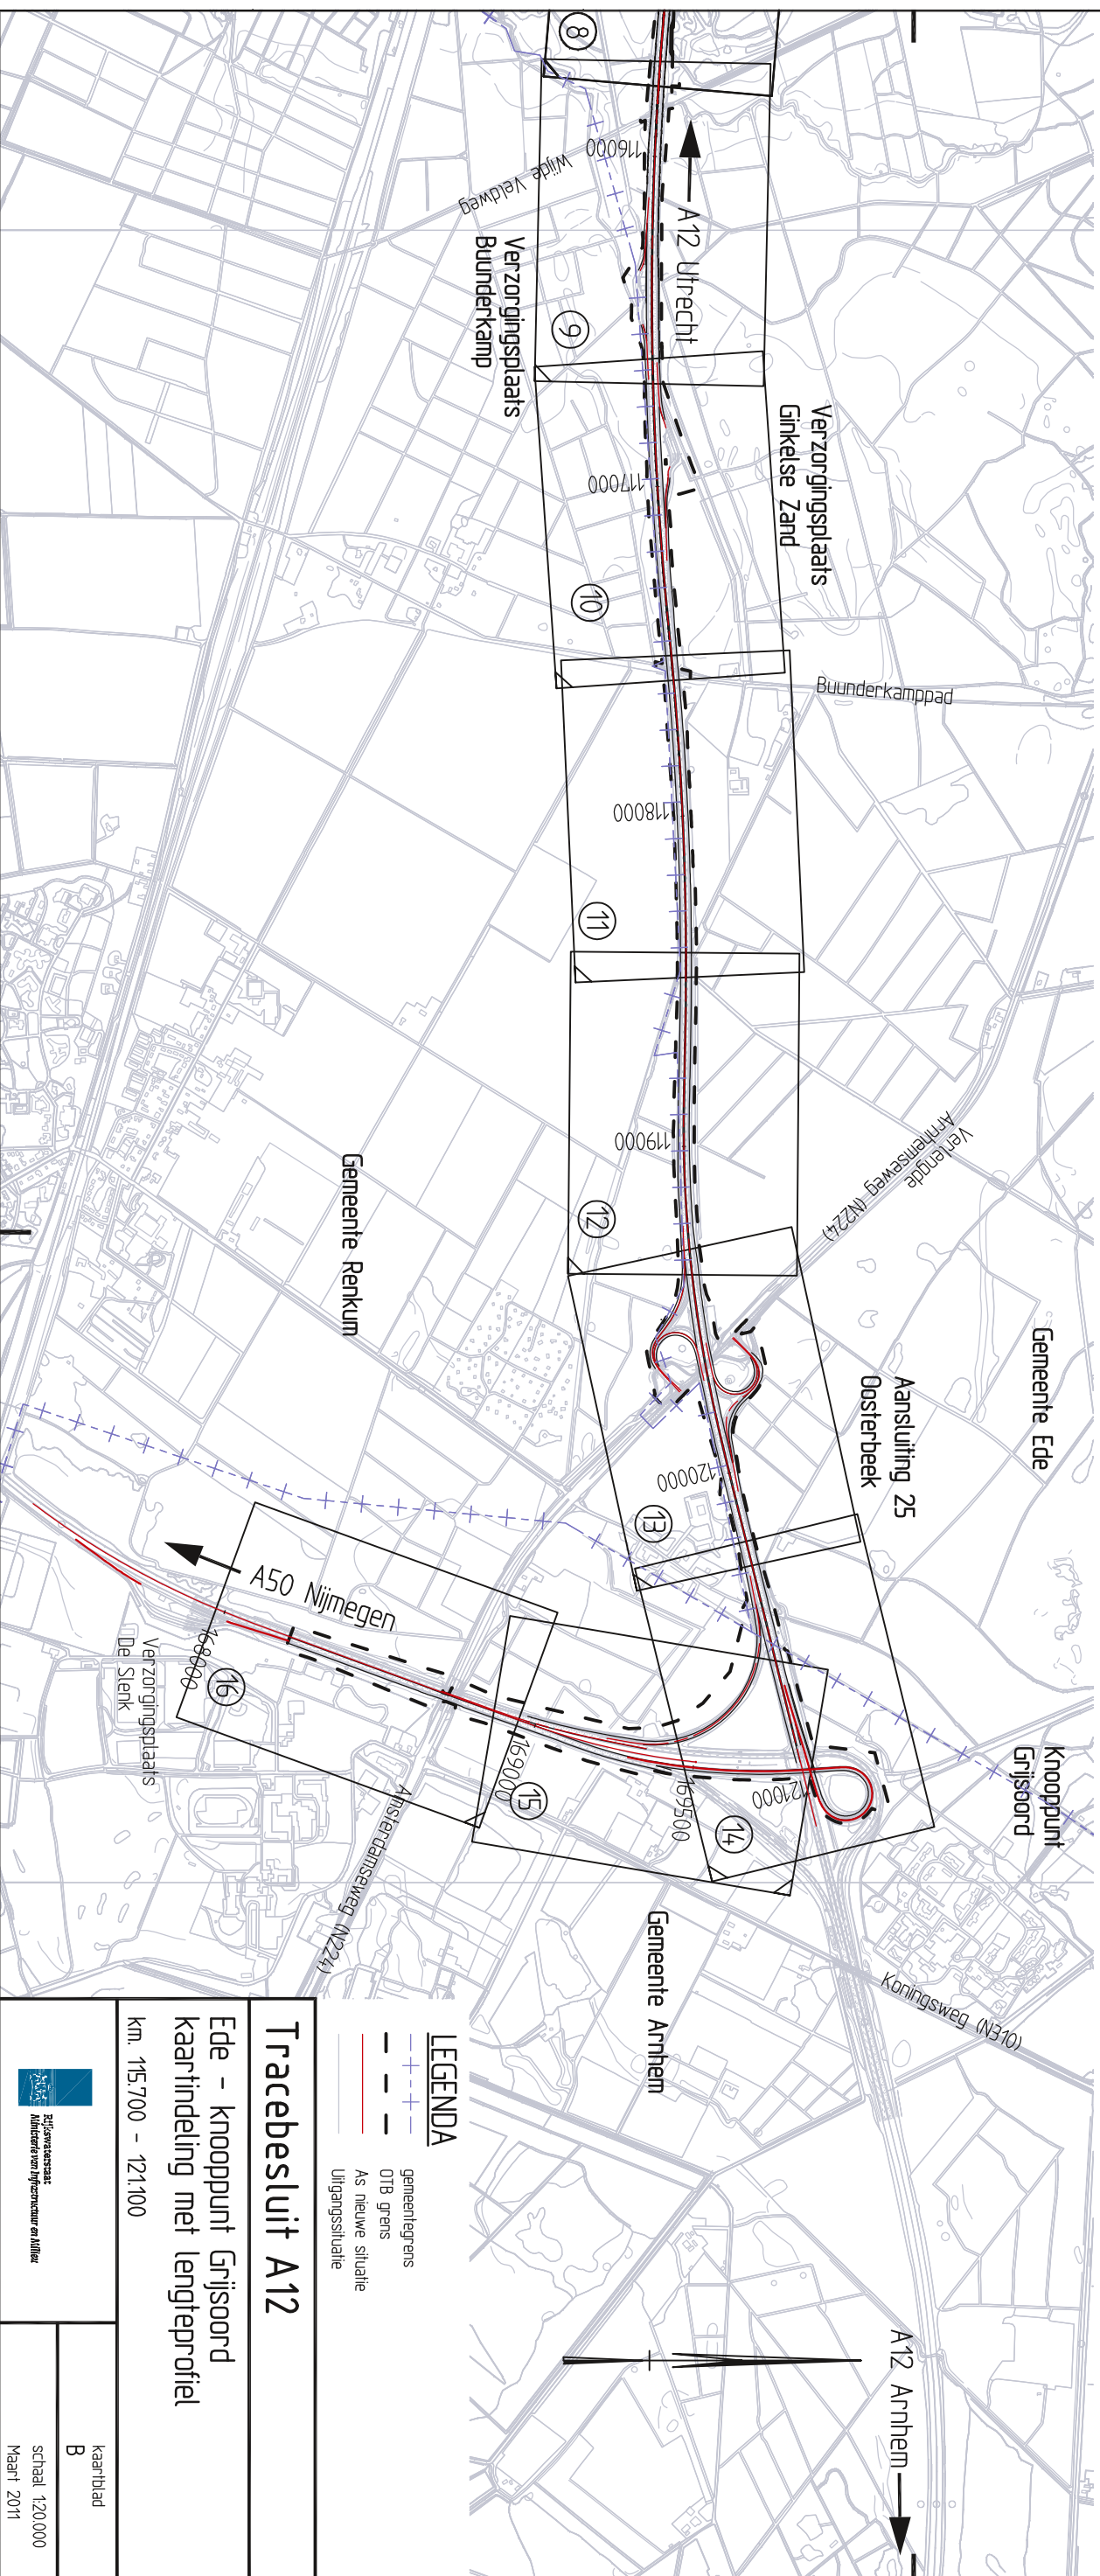 8
116000
Wijde Veldweg
A12 Utrecht
Verzorgingsplaats
Buunderkamp
9
Verzorgingsplaats
Ginkelse Zand
117000
10
Buunderkamppad
118000
11
119000
Verlengde
Arnhemseweg (N224)
12
Gemeente Renkum
Gemeente Ede
Aansluiting 25
Oosterbeek
120000
13
A50 Nijmegen
168000
16
Verzorgingsplaats
De Slenk
169000
15
169500
121000
14
Knooppunt
Grijsoord
Amsterdamseweg (N224)
Gemeente Arnhem
Koningsweg (N310)
A12 Arnhem
LEGENDA
gemeentegrens
OTB grens
As nieuwe situatie
Uitgangssituatie
Tracebesluit A12
Ede - knooppunt Grijsoord
kaartindeling met lengteprofiel
km. 115.700 - 121.100
Rijkswaterstaat
Ministerie van Infrastructuur en Milieu
kaartblad
B
schaal 1:20.000
Maart 2011